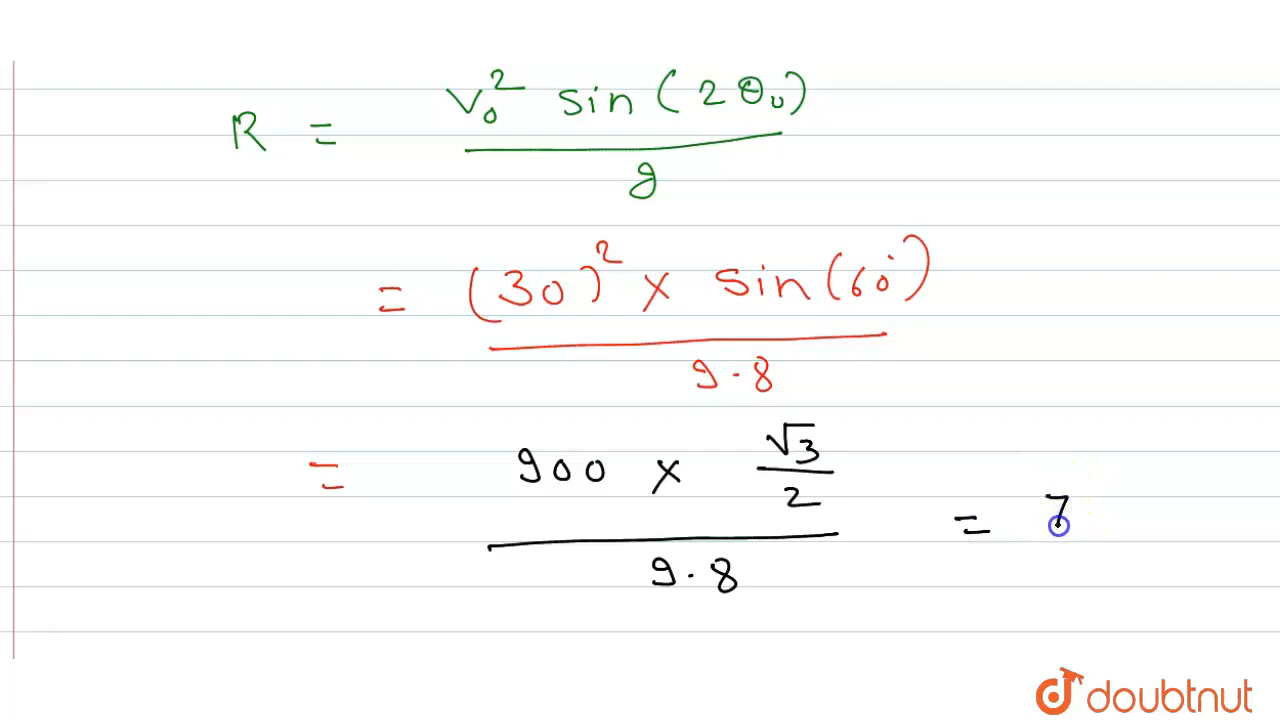 R = V₀² sin(2θ₀)
g
= (30)² × sin(60°)
9.8
= 900 × √3/2
9.8
= 7
doubtnut